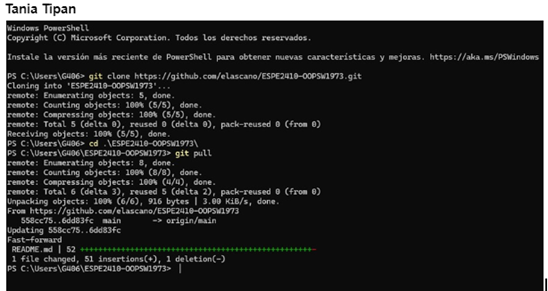 Tania Tipan
Windows PowerShell
Copyright (C) Microsoft Corporation. Todos los derechos reservados.
Instale la versión más reciente de PowerShell para obtener nuevas características y mejoras. https://aka.ms/PSWindows
PS C:\Users\G406> git clone https://github.com/elascano/ESPE2410-OOPSW1973.git
Cloning into 'ESPE2410-OOPSW1973'...
remote: Enumerating objects: 5, done.
remote: Counting objects: 100% (5/5), done.
remote: Compressing objects: 100% (5/5), done.
remote: Total 5 (delta 0), reused 0 (delta 0), pack-reused 0 (from 0)
Receiving objects: 100% (5/5), done.
PS C:\Users\G406> cd .\ESPE2410-OOPSW1973\
PS C:\Users\G406\ESPE2410-OOPSW1973> git pull
remote: Enumerating objects: 8, done.
remote: Counting objects: 100% (8/8), done.
remote: Compressing objects: 100% (4/4), done.
remote: Total 6 (delta 3), reused 5 (delta 2), pack-reused 0 (from 0)
Unpacking objects: 100% (6/6), 916 bytes | 3.00 KiB/s, done.
From https://github.com/elascano/ESPE2410-OOPSW1973
   558cc75..6dd83fc  main       -> origin/main
Updating 558cc75..6dd83fc
Fast-forward
 README.md | 52 +++++++++++++++++++++++++++++++++++++++++++++++++++-
 1 file changed, 51 insertions(+), 1 deletion(-)
PS C:\Users\G406\ESPE2410-OOPSW1973>